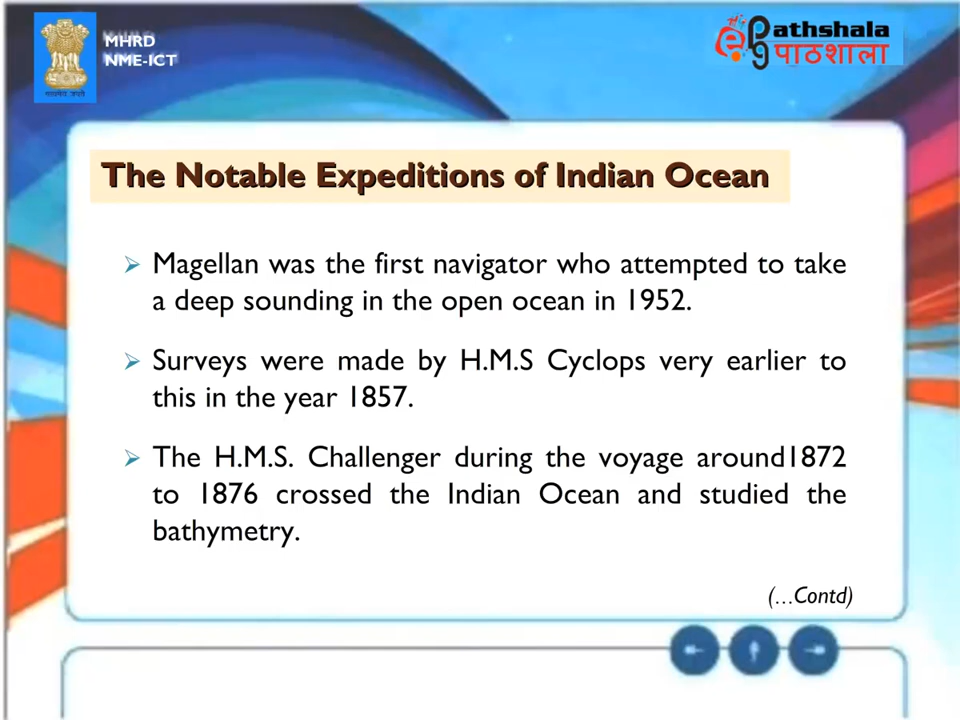 MHRD
NME-ICT
epgathshala
पाठशाला
The Notable Expeditions of Indian Ocean
Magellan was the first navigator who attempted to take
a deep sounding in the open ocean in 1952.
Surveys were made by H.M.S Cyclops very earlier to
this in the year 1857.
The H.M.S. Challenger during the voyage around1872
to 1876 crossed the Indian Ocean and studied the
bathymetry.
(...Contd)